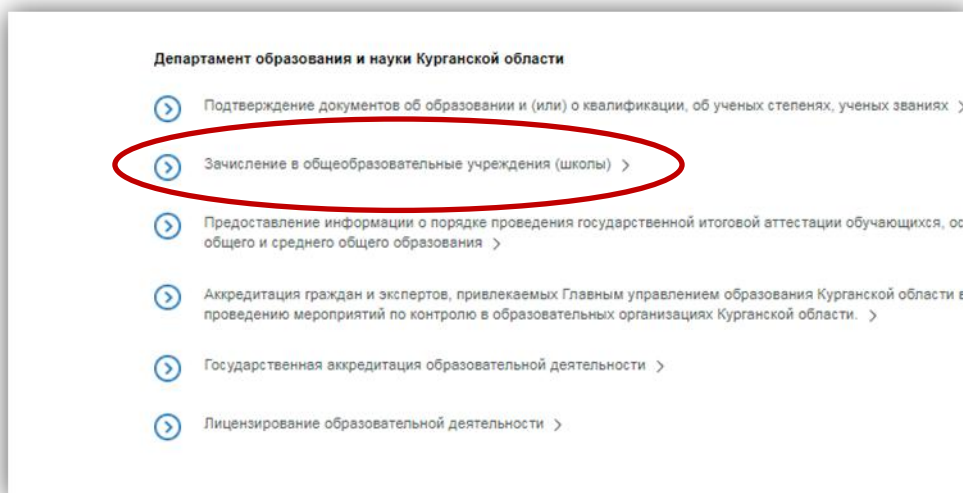 Департамент образования и науки Курганской области
Подтверждение документов об образовании и (или) о квалификации, об ученых степенях, ученых званиях >
Зачисление в общеобразовательные учреждения (школы) >
Предоставление информации о порядке проведения государственной итоговой аттестации обучающихся,
общего и среднего общего образования >
Аккредитация граждан и экспертов, привлекаемых Главным управлением образования Курганской области в
проведению мероприятий по контролю в образовательных организациях Курганской области. >
Государственная аккредитация образовательной деятельности >
Лицензирование образовательной деятельности >